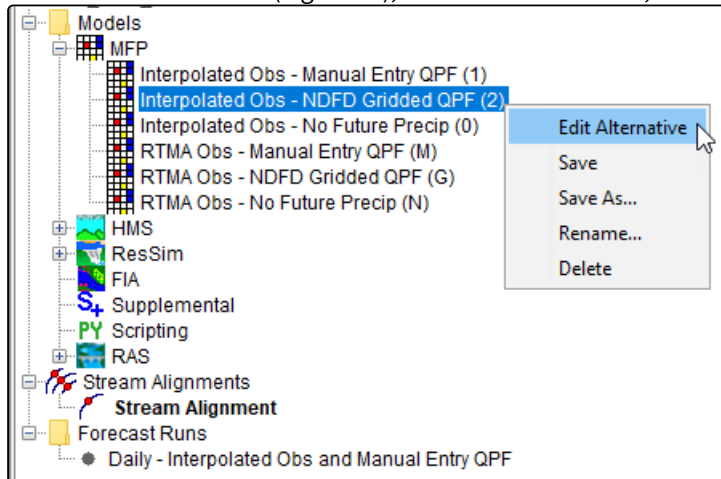 Models
MFP
Interpolated Obs - Manual Entry QPF (1)
Interpolated Obs - NDFD Gridded QPF (2)
Interpolated Obs - No Future Precip (0)
RTMA Obs - Manual Entry QPF (M)
RTMA Obs - NDFD Gridded QPF (G)
RTMA Obs - No Future Precip (N)
HMS
ResSim
FIA
S+ Supplemental
PY Scripting
RAS
Stream Alignments
Stream Alignment
Forecast Runs
Daily - Interpolated Obs and Manual Entry QPF
Edit Alternative
Save
Save As...
Rename...
Delete